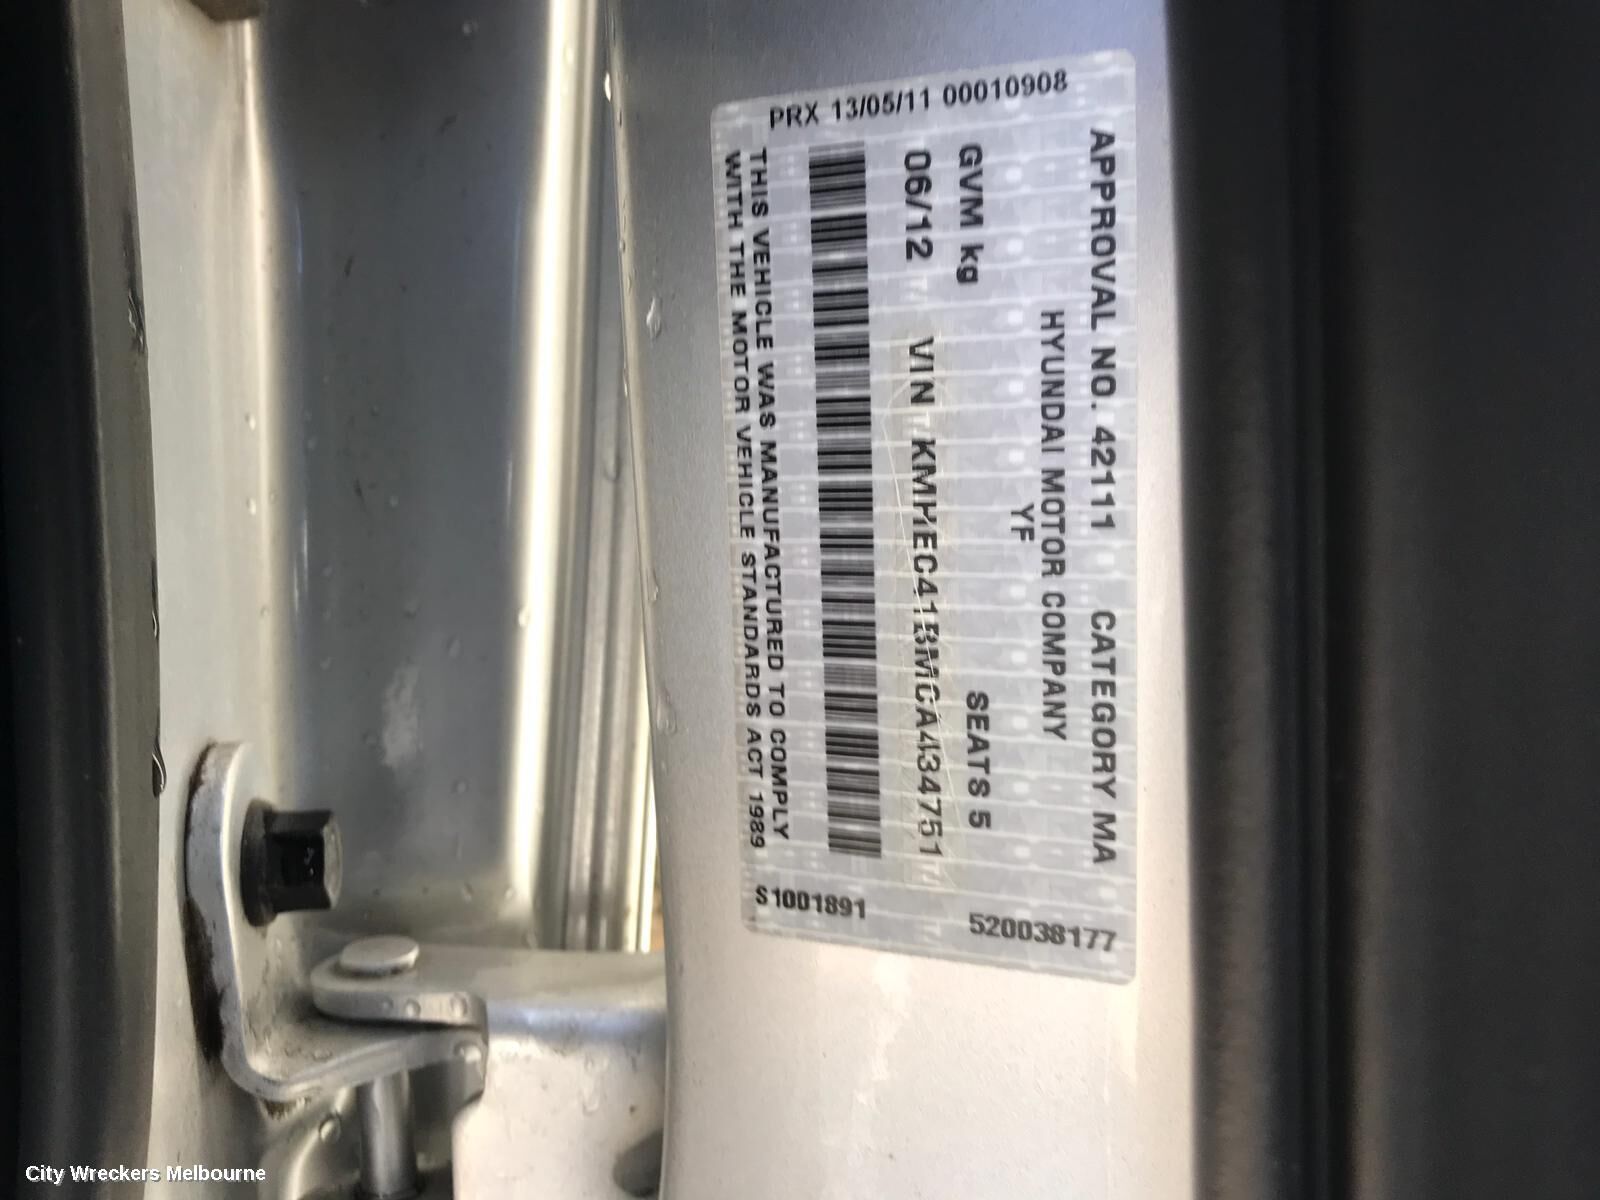 APPROVAL NO. 42111 CATEGORY MA
HYUNDAI MOTOR COMPANY
YF
GVM kg SEATS 5
06/12 VIN KMHEC41BMCA434751
THIS VEHICLE WAS MANUFACTURED TO COMPLY
WITH THE MOTOR VEHICLE STANDARDS ACT 1989
PRX 13/05/11 00010908
S1001891
520038177
City Wreckers Melbourne